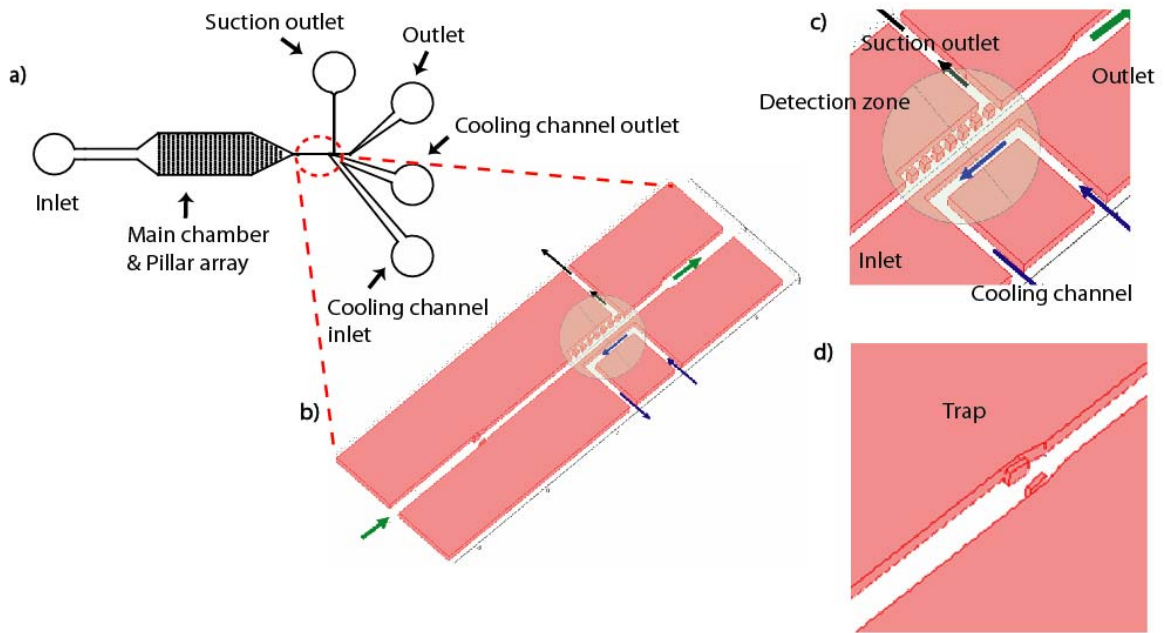 a)
Suction outlet
Outlet
Cooling channel outlet
Inlet
Main chamber
& Pillar array
Cooling channel
inlet
b)
c)
Suction outlet
Outlet
Detection zone
Inlet
Cooling channel
d)
Trap